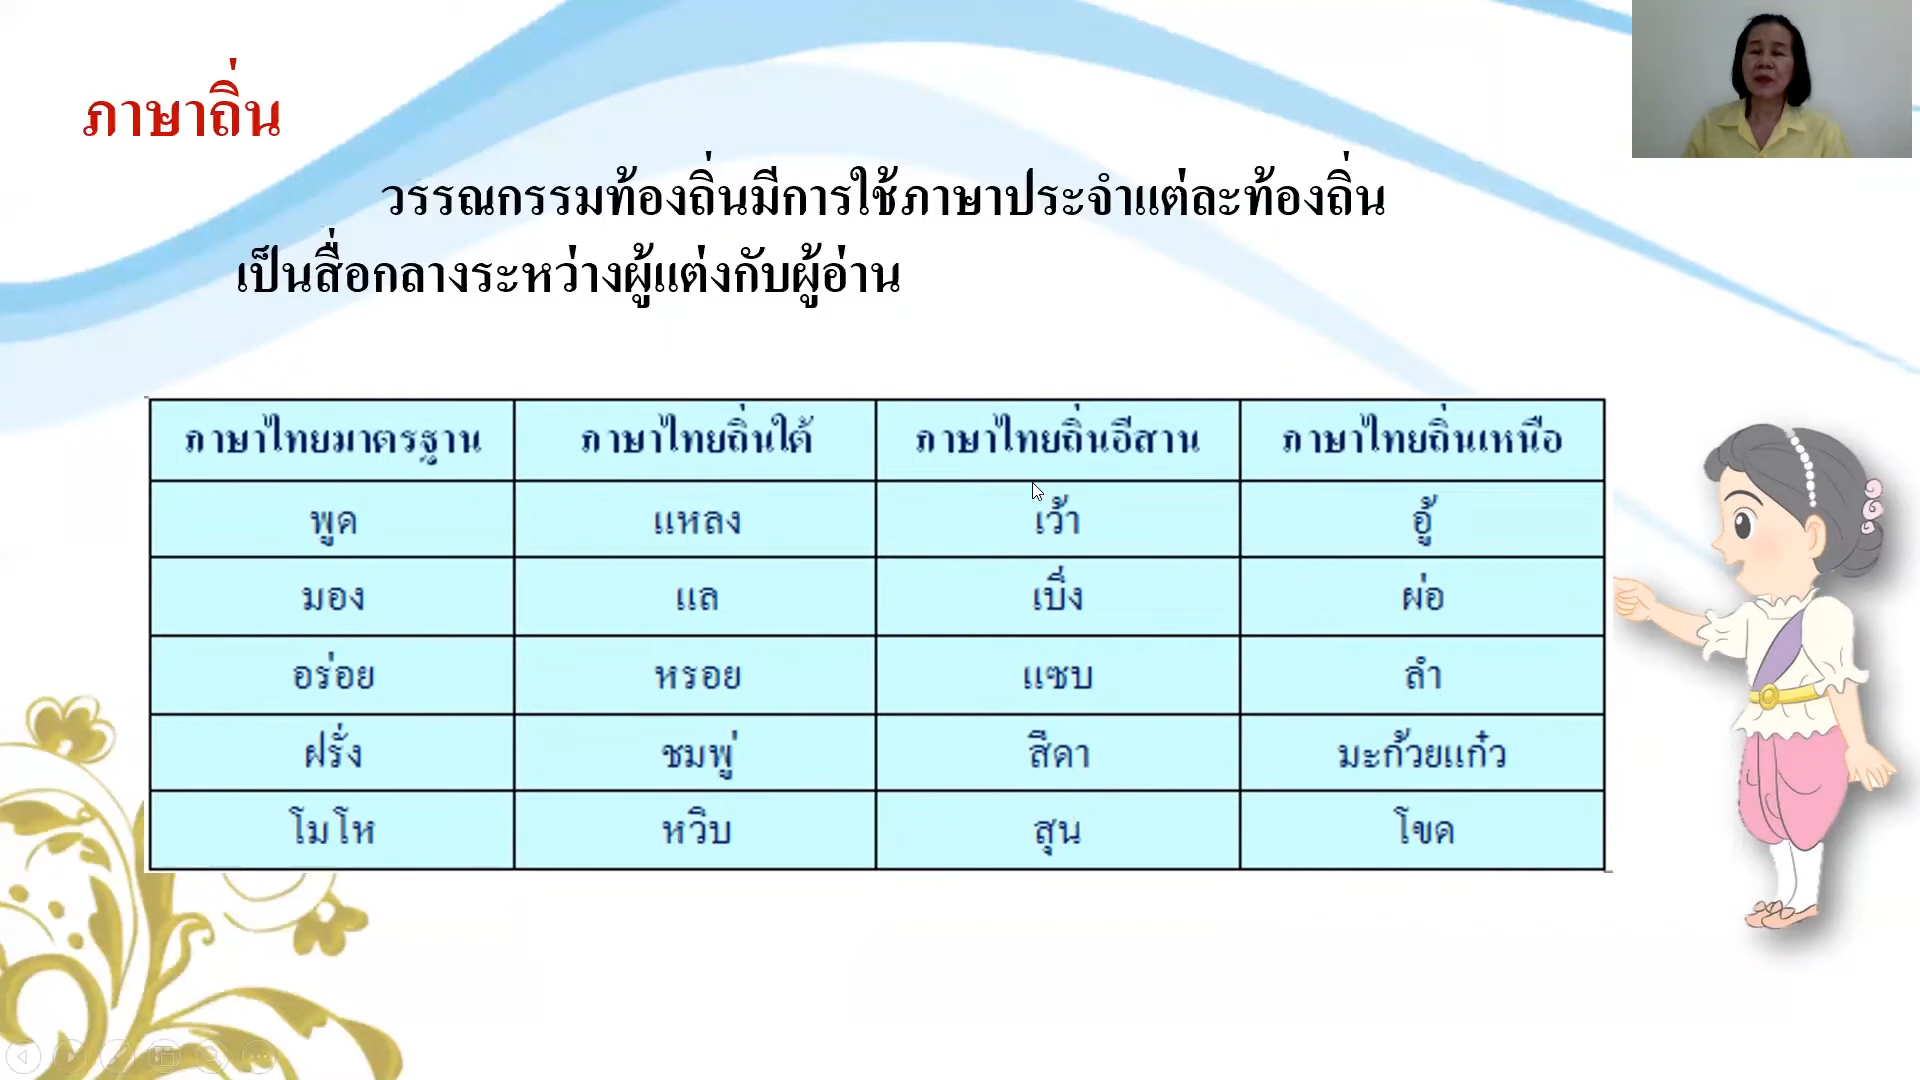 ภาษาถิ่น
วรรณกรรมท้องถิ่นมีการใช้ภาษาประจำแต่ละท้องถิ่น
เป็นสื่อกลางระหว่างผู้แต่งกับผู้อ่าน
ภาษาไทยมาตรฐาน ภาษาไทยถิ่นใต้ ภาษาไทยถิ่นอีสาน ภาษาไทยถิ่นเหนือ
พูด แหลง เว้า อู้
มอง แล เบิ่ง ผ่อ
อร่อย หรอย แซบ ลำ
ฝรั่ง ชมพู่ สีดา มะก้วยแก๋ว
โมโห หวิบ สุน โขด